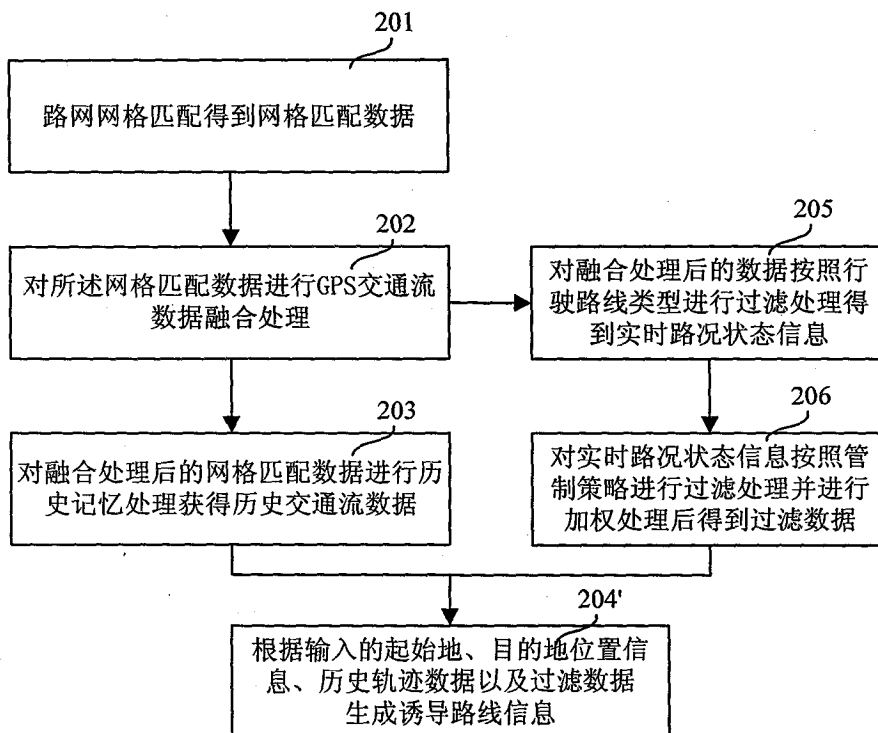 201
路网网格匹配得到网格匹配数据
202
对所述网格匹配数据进行GPS交通流
数据融合处理
205
对融合处理后的数据按照行
驶路线类型进行过滤处理得
到实时路况状态信息
203
对融合处理后的网格匹配数据进行历
史记忆处理获得历史交通流数据
206
对实时路况状态信息按照管
制策略进行过滤处理并进行
加权处理后得到过滤数据
204'
根据输入的起始地、目的地位置信
息、历史轨迹数据以及过滤数据
生成诱导路线信息